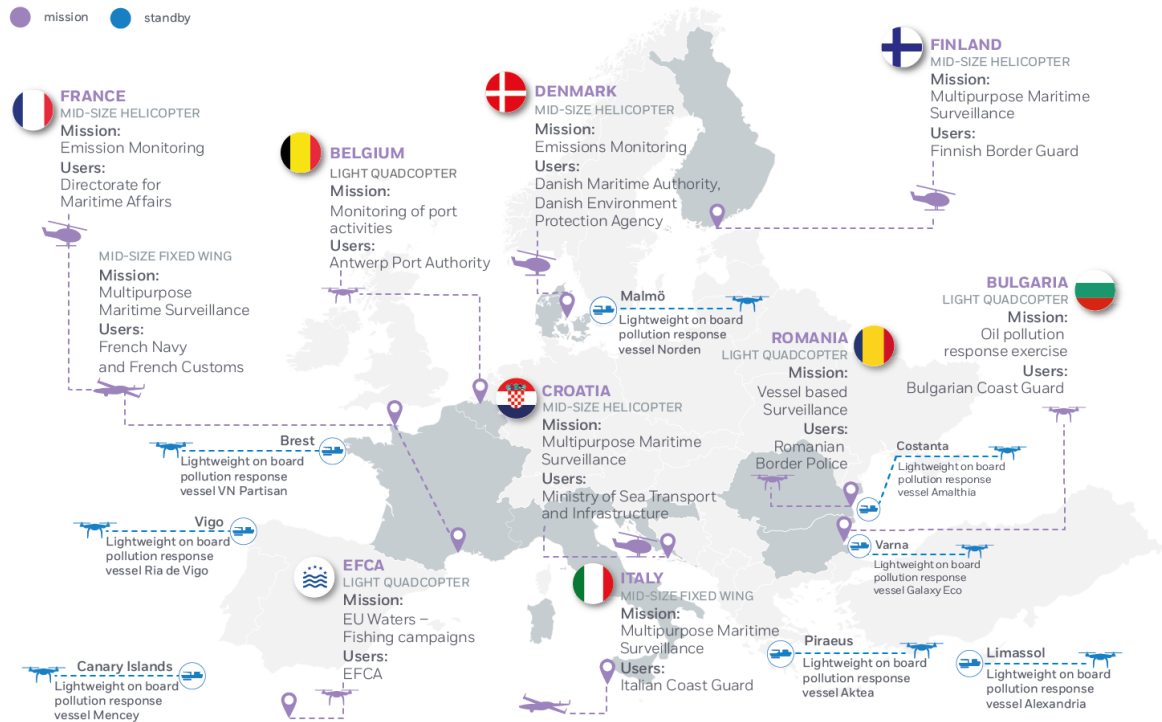 mission
standby
FRANCE
MID-SIZE HELICOPTER
Mission:
Emission Monitoring
Users:
Directorate for
Maritime Affairs
MID-SIZE FIXED WING
Mission:
Multipurpose
Maritime Surveillance
Users:
French Navy
and French Customs
BELGIUM
LIGHT QUADCOPTER
Mission:
Monitoring of port
activities
Users:
Antwerp Port Authority
DENMARK
MID-SIZE HELICOPTER
Mission:
Emissions Monitoring
Users:
Danish Maritime Authority,
Danish Environment
Protection Agency
FINLAND
MID-SIZE HELICOPTER
Mission:
Multipurpose Maritime
Surveillance
Users:
Finnish Border Guard
Malmö
Lightweight on board
pollution response
vessel Norden
BULGARIA
LIGHT QUADCOPTER
Mission:
Oil pollution
response exercise
Users:
Bulgarian Coast Guard
ROMANIA
LIGHT QUADCOPTER
Mission:
Vessel based
Surveillance
Users:
Romanian
Border Police
CROATIA
MID-SIZE HELICOPTER
Mission:
Multipurpose Maritime
Surveillance
Users:
Ministry of Sea Transport
and Infrastructure
Brest
Lightweight on board
pollution response
vessel VN Partisan
Costanta
Lightweight on board
pollution response
vessel Amalthia
Vigo
Lightweight on board
pollution response
vessel Ria de Vigo
Varna
Lightweight on board
pollution response
vessel Galaxy Eco
EFCA
LIGHT QUADCOPTER
Mission:
EU Waters –
Fishing campaigns
Users:
EFCA
ITALY
MID-SIZE FIXED WING
Mission:
Multipurpose Maritime
Surveillance
Users:
Italian Coast Guard
Piraeus
Lightweight on board
pollution response
vessel Aktea
Limassol
Lightweight on board
pollution response
vessel Alexandria
Canary Islands
Lightweight on board
pollution response
vessel Mencey